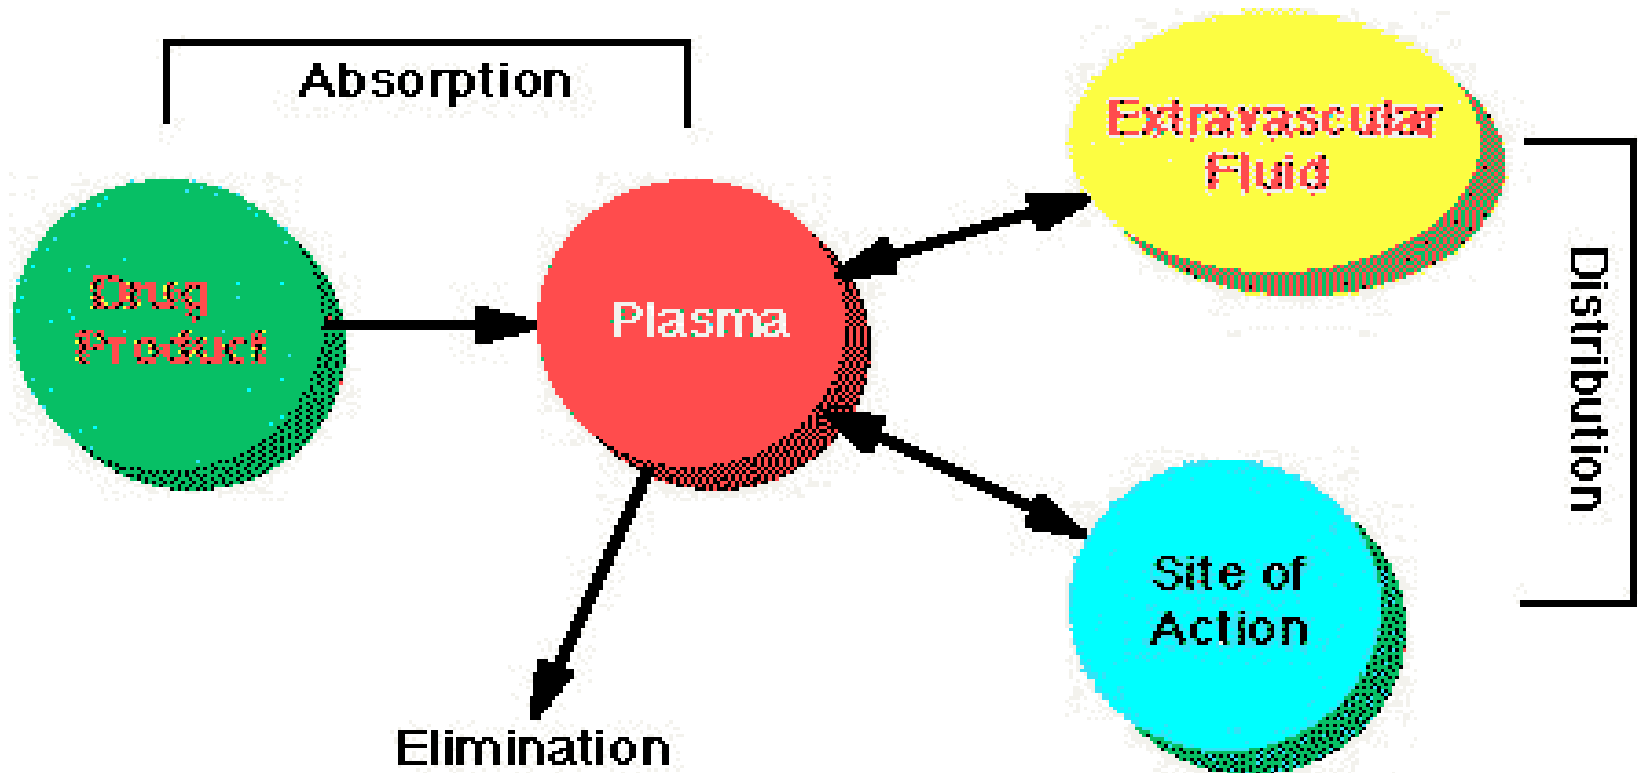 Absorption
Extravascular
Fluid
Drug
Product
Plasma
Distribution
Site of
Action
Elimination